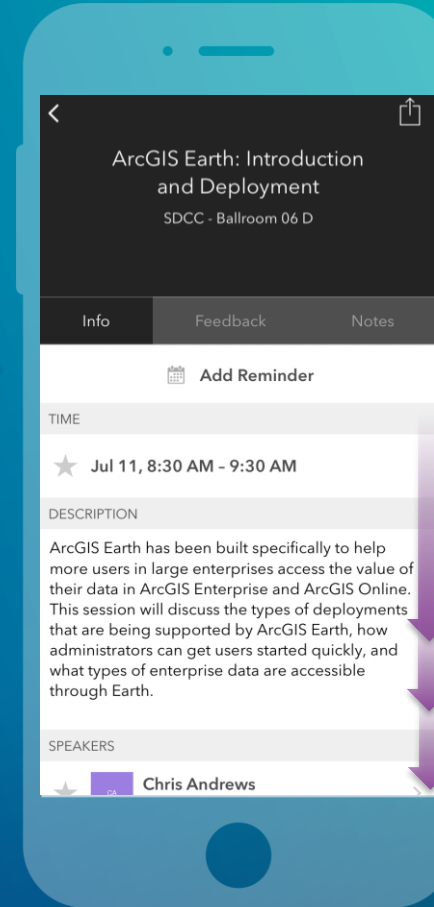 ArcGIS Earth: Introduction
and Deployment
SDCC - Ballroom 06 D
Info Feedback Notes
Add Reminder
TIME
Jul 11, 8:30 AM – 9:30 AM
DESCRIPTION
ArcGIS Earth has been built specifically to help
more users in large enterprises access the value of
their data in ArcGIS Enterprise and ArcGIS Online.
This session will discuss the types of deployments
that are being supported by ArcGIS Earth, how
administrators can get users started quickly, and
what types of enterprise data are accessible
through Earth.
SPEAKERS
CA
Chris Andrews